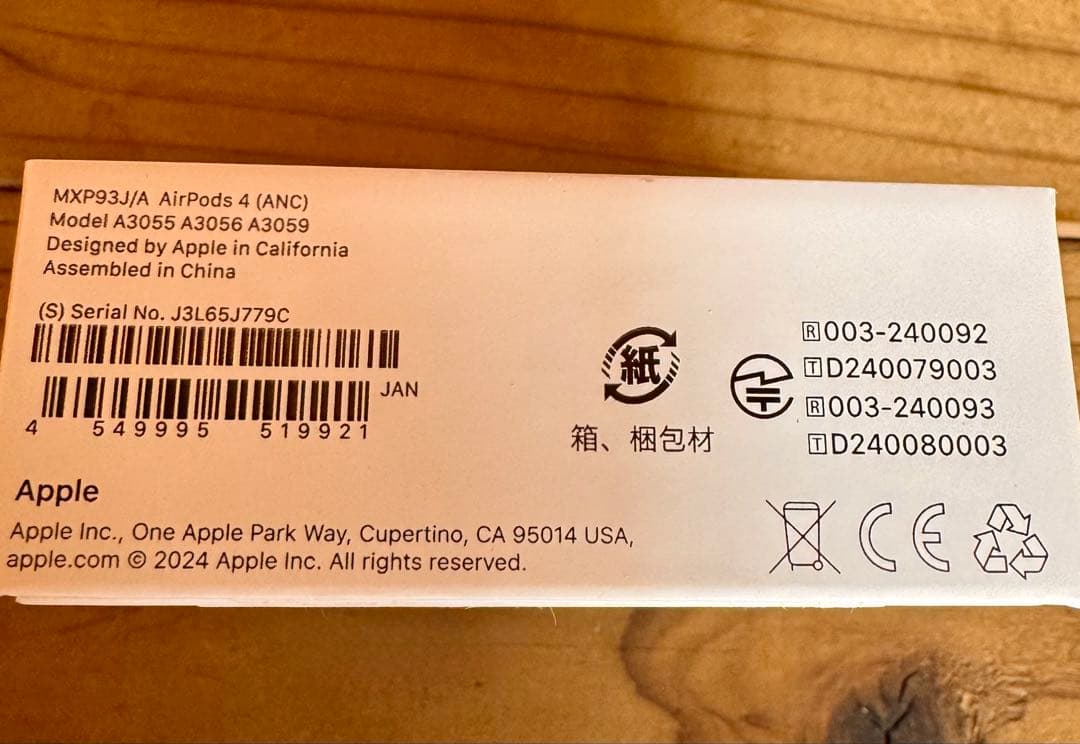 MXP93J/A AirPods 4 (ANC)
Model A3055 A3056 A3059
Designed by Apple in California
Assembled in China
(S) Serial No. J3L65J779C
JAN
4 549995 519921
紙
箱、梱包材
R003-240092
TD240079003
R003-240093
TD240080003
Apple
Apple Inc., One Apple Park Way, Cupertino, CA 95014 USA,
apple.com © 2024 Apple Inc. All rights reserved.
CE